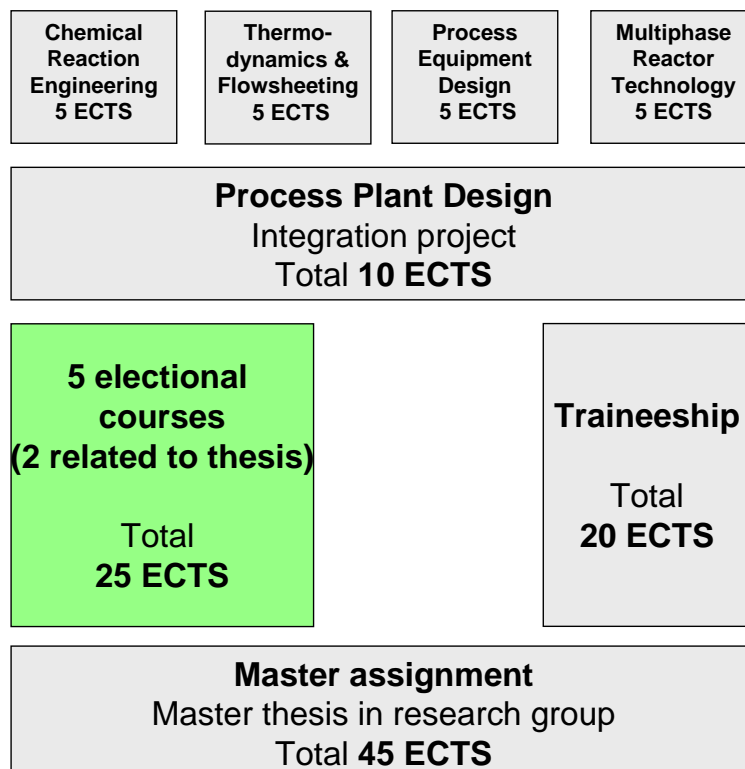 Chemical
Reaction
Engineering
5 ECTS
Thermo-
dynamics &
Flowsheeting
5 ECTS
Process
Equipment
Design
5 ECTS
Multiphase
Reactor
Technology
5 ECTS
Process Plant Design
Integration project
Total 10 ECTS
5 electional
courses
(2 related to thesis)
Total
25 ECTS
Traineeship
Total
20 ECTS
Master assignment
Master thesis in research group
Total 45 ECTS